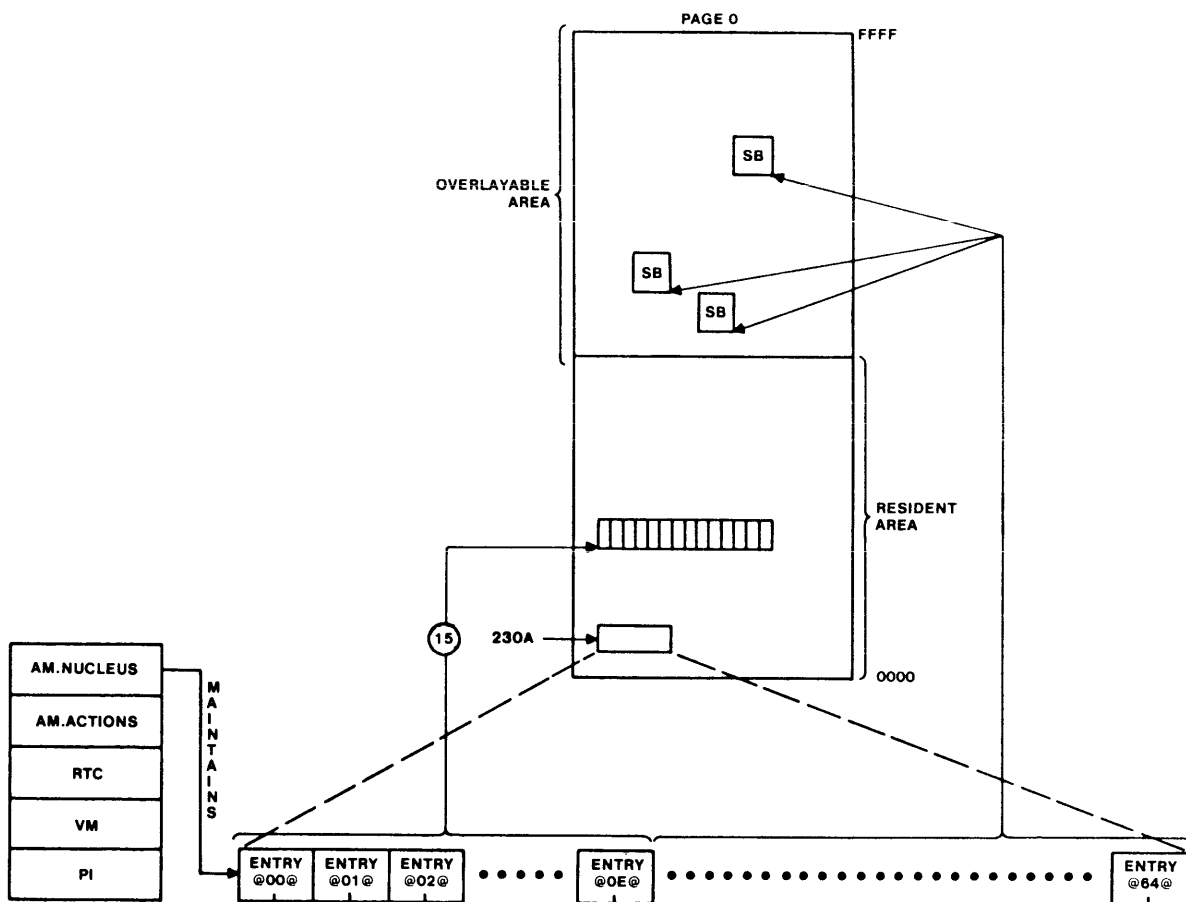 PAGE 0
FFFF
SB
OVERLAYABLE
AREA
SB
SB
RESIDENT
AREA
15
230A
0000
AM.NUCLEUS
AM.ACTIONS
RTC
VM
PI
MAINTAINS
ENTRY
@00@
ENTRY
@01@
ENTRY
@02@
ENTRY
@0E@
ENTRY
@64@